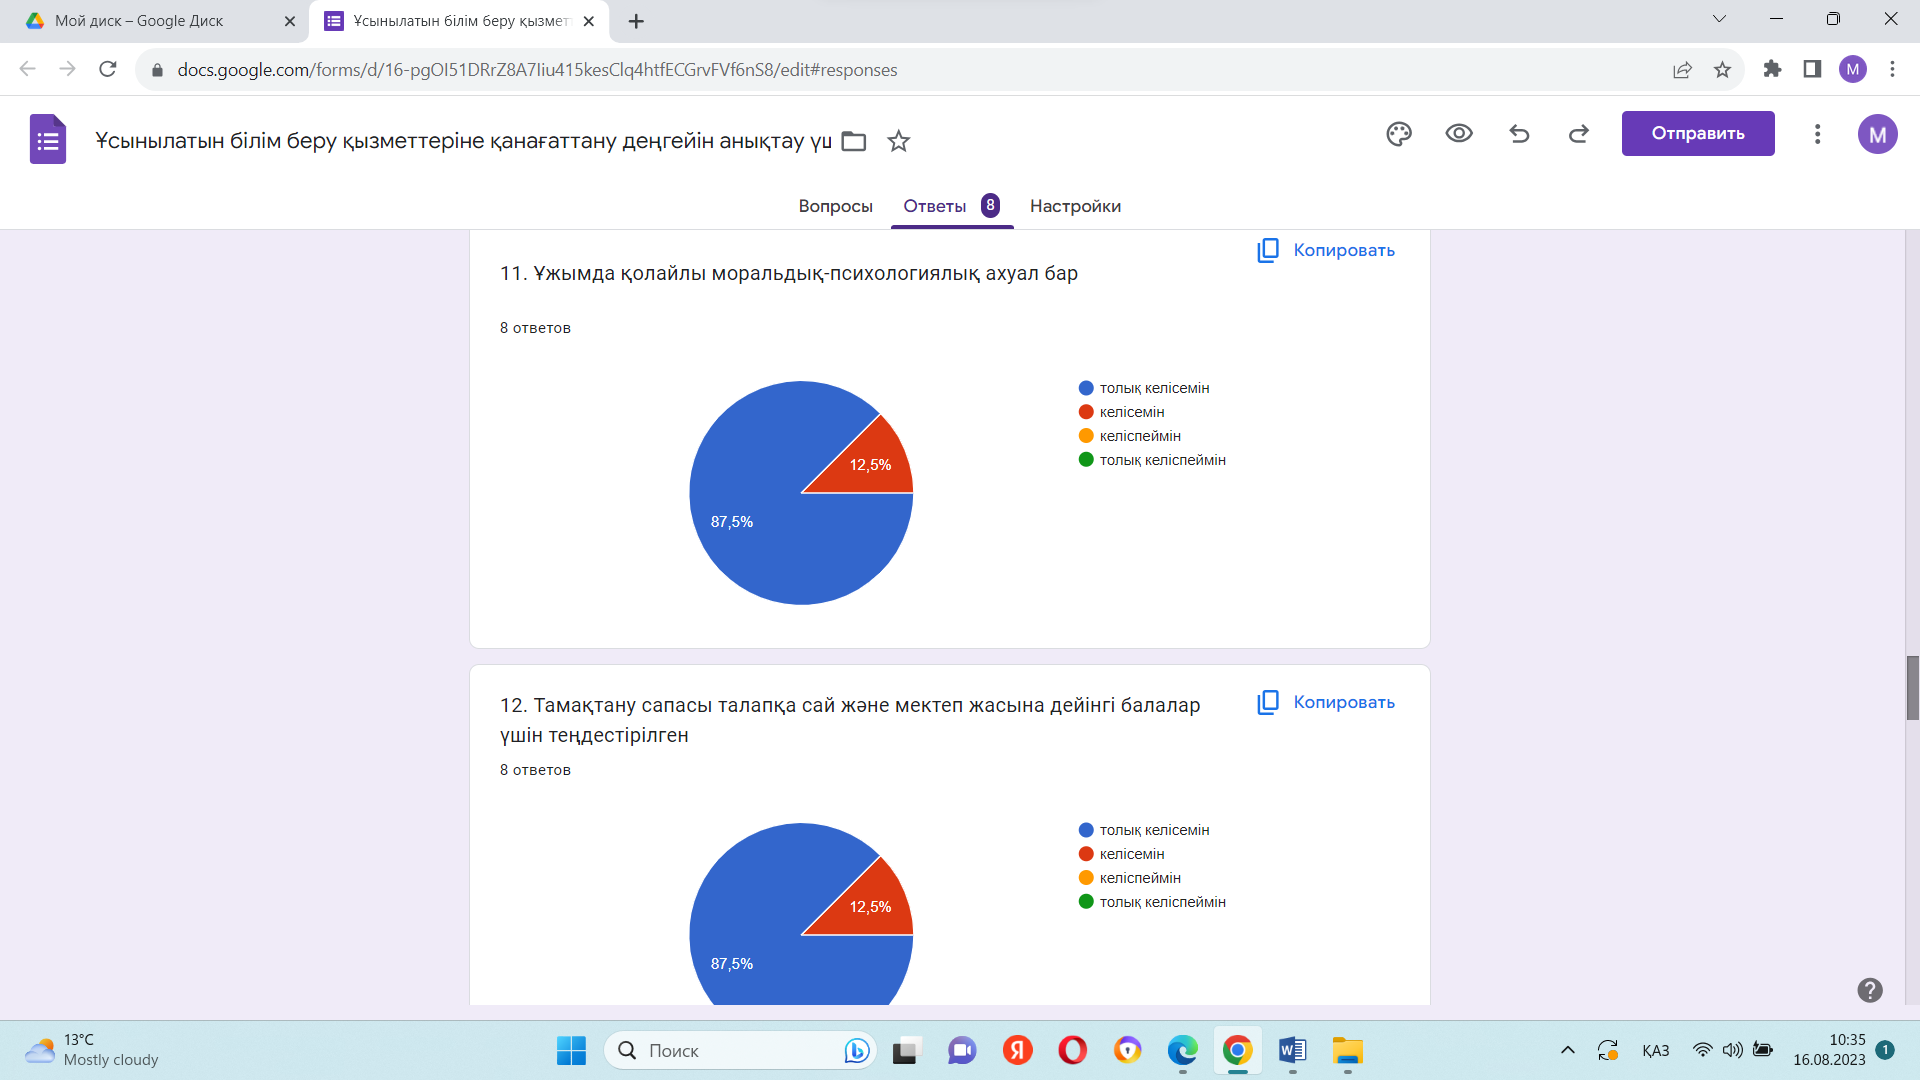 Мой диск – Google Диск
Ұсынылатын білім беру қызмет
docs.google.com/forms/d/16-pgOI51DRrZ8A7Iiu415kesClq4htfECGrvFVf6nS8/edit#responses
M
Ұсынылатын білім беру қызметтеріне қанағаттану деңгейін анықтау үш
Отправить
M
Вопросы
Ответы 8
Настройки
Копировать
11. Ұжымда қолайлы моральдық-психологиялық ахуал бар
8 ответов
толық келісемін
келісемін
келіспеймін
толық келіспеймін
12,5%
87,5%
Копировать
12. Тамақтану сапасы талапқа сай және мектеп жасына дейінгі балалар
үшін теңдестірілген
8 ответов
толық келісемін
келісемін
келіспеймін
толық келіспеймін
12,5%
87,5%
?
13°C
Mostly cloudy
Поиск
Я
W
ҚАЗ
10:35
16.08.2023
1